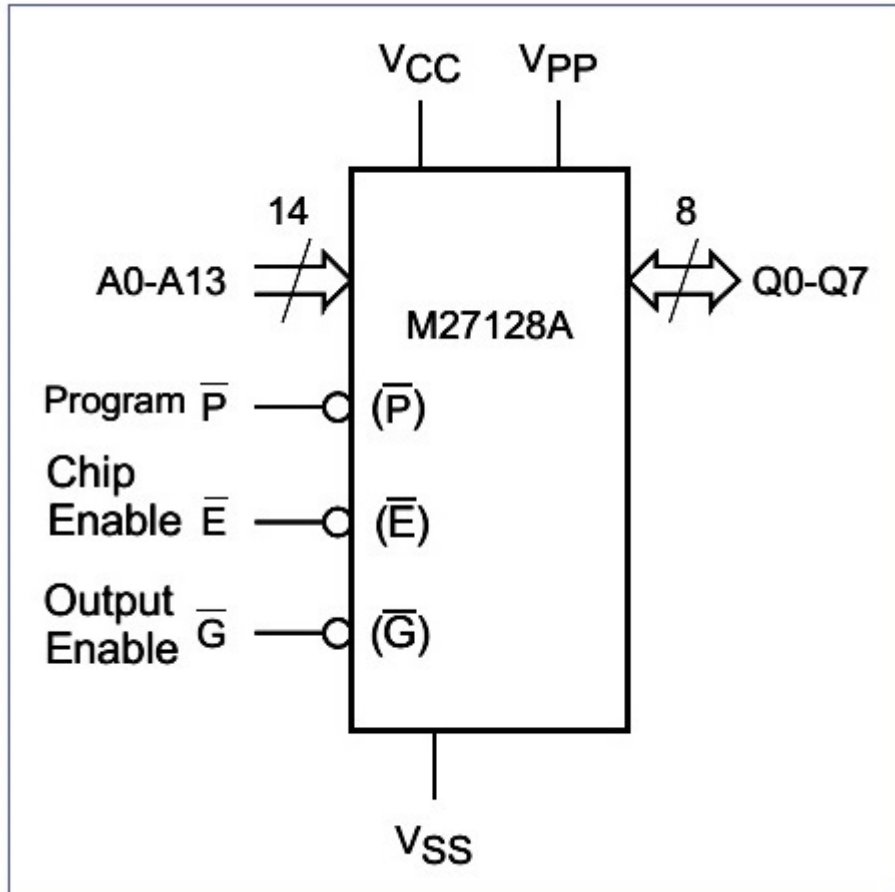 VCC VPP
14
8
A0-A13
Q0-Q7
M27128A
Program P̅ (P̅)
Chip
Enable E̅ (E̅)
Output
Enable G̅ (G̅)
VSS